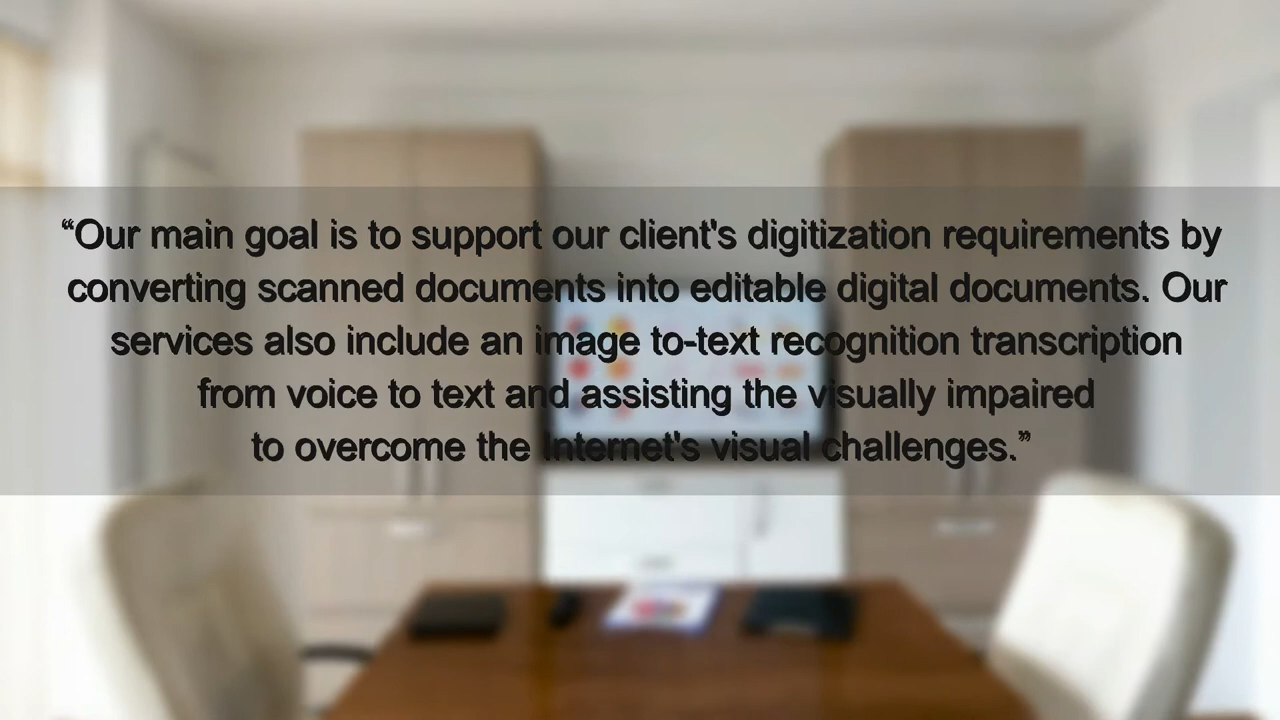 “Our main goal is to support our client's digitization requirements by
converting scanned documents into editable digital documents. Our
services also include an image to-text recognition transcription
from voice to text and assisting the visually impaired
to overcome the Internet's visual challenges.”